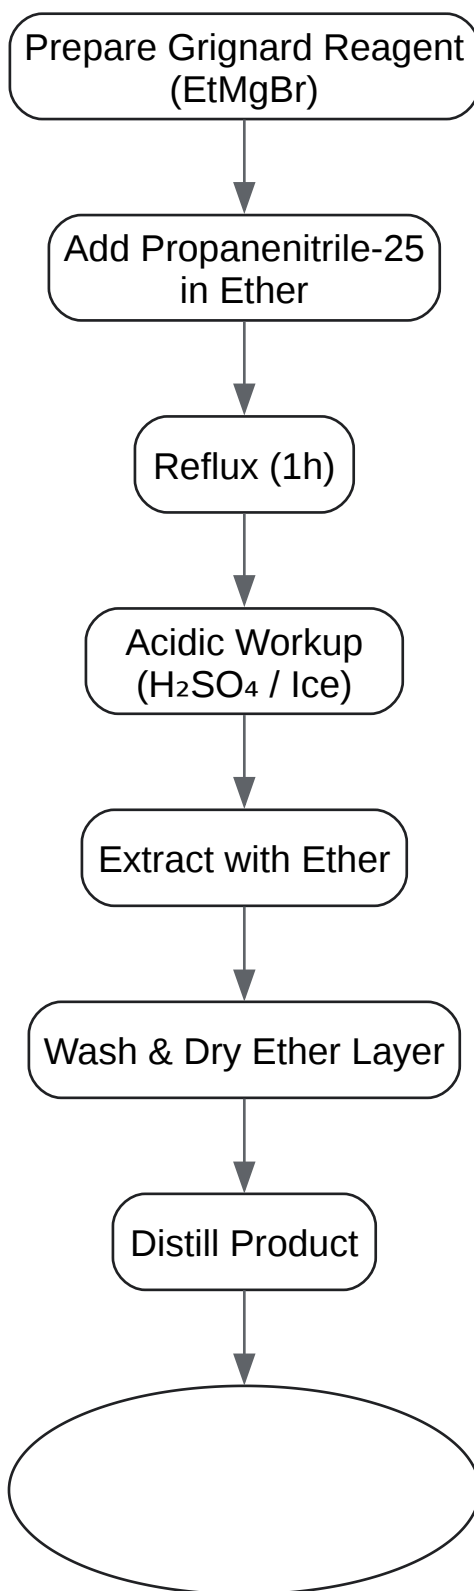 Prepare Grignard Reagent
(EtMgBr)
Add Propanenitrile-25
in Ether
Reflux (1h)
Acidic Workup
(H₂SO₄ / Ice)
Extract with Ether
Wash & Dry Ether Layer
Distill Product